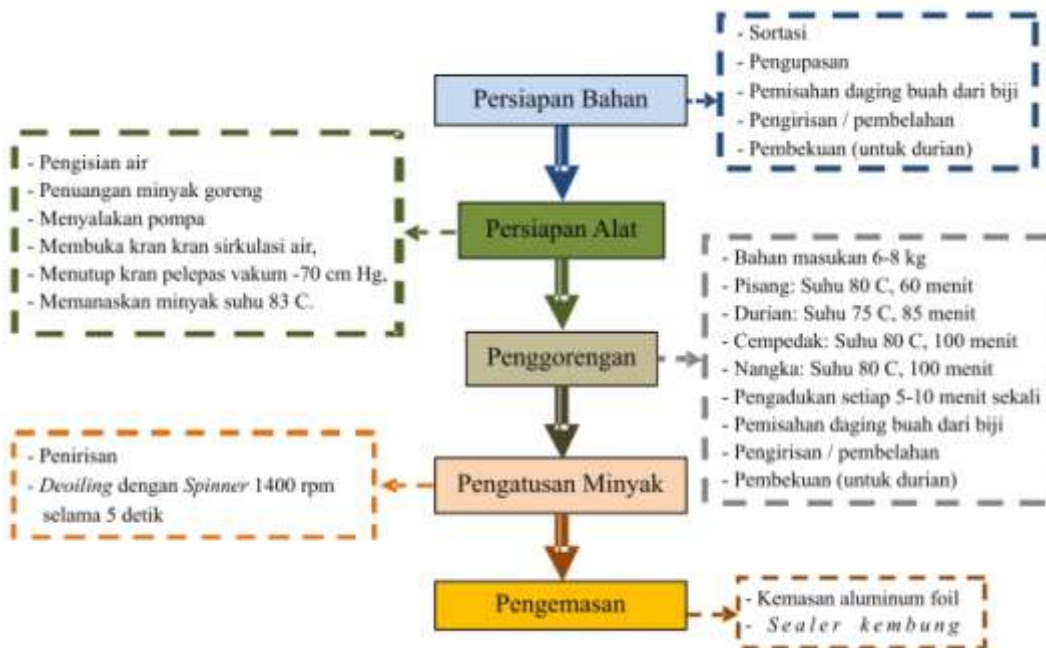 Persiapan Bahan
- Sortasi
- Pengupasan
- Pemisahan daging buah dari biji
- Pengirisan / pembelahan
- Pembekuan (untuk durian)
Persiapan Alat
- Pengisian air
- Penuangan minyak goreng
- Menyalakan pompa
- Membuka kran kran sirkulasi air,
- Menutup kran pelepas vakum -70 cm Hg,
- Memanaskan minyak suhu 83 C.
Penggorengan
- Bahan masukan 6-8 kg
- Pisang: Suhu 80 C, 60 menit
- Durian: Suhu 75 C, 85 menit
- Cempedak: Suhu 80 C, 100 menit
- Nangka: Suhu 80 C, 100 menit
- Pengadukan setiap 5-10 menit sekali
- Pemisahan daging buah dari biji
- Pengirisan / pembelahan
- Pembekuan (untuk durian)
Pengatusan Minyak
- Penirisan
- Deoiling dengan Spinner 1400 rpm
selama 5 detik
Pengemasan
- Kemasan aluminum foil
- Sealer kembung